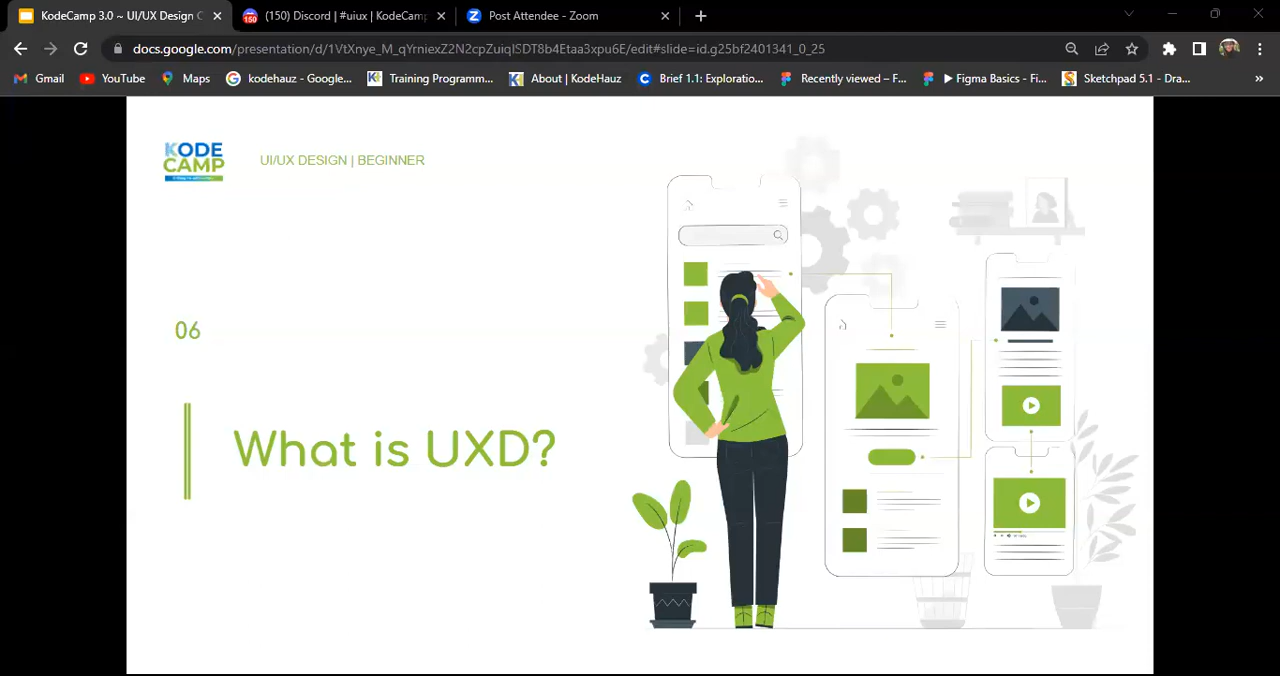 KodeCamp 3.0 ~ UI/UX Design C
(150) Discord | #uiux | KodeCamp
Post Attendee - Zoom
docs.google.com/presentation/d/1VtXnye_M_qYrniexZ2N2cpZuiqlSDT8b4Etaa3xpu6E/edit#slide=id.g25bf2401341_0_25
Gmail
YouTube
Maps
kodehauz - Google...
Training Programm...
About | KodeHauz
Brief 1.1: Exploratio...
Recently viewed – F...
Figma Basics - Fi...
Sketchpad 5.1 - Dra...
KODE
CAMP
UI/UX DESIGN | BEGINNER
06
What is UXD?